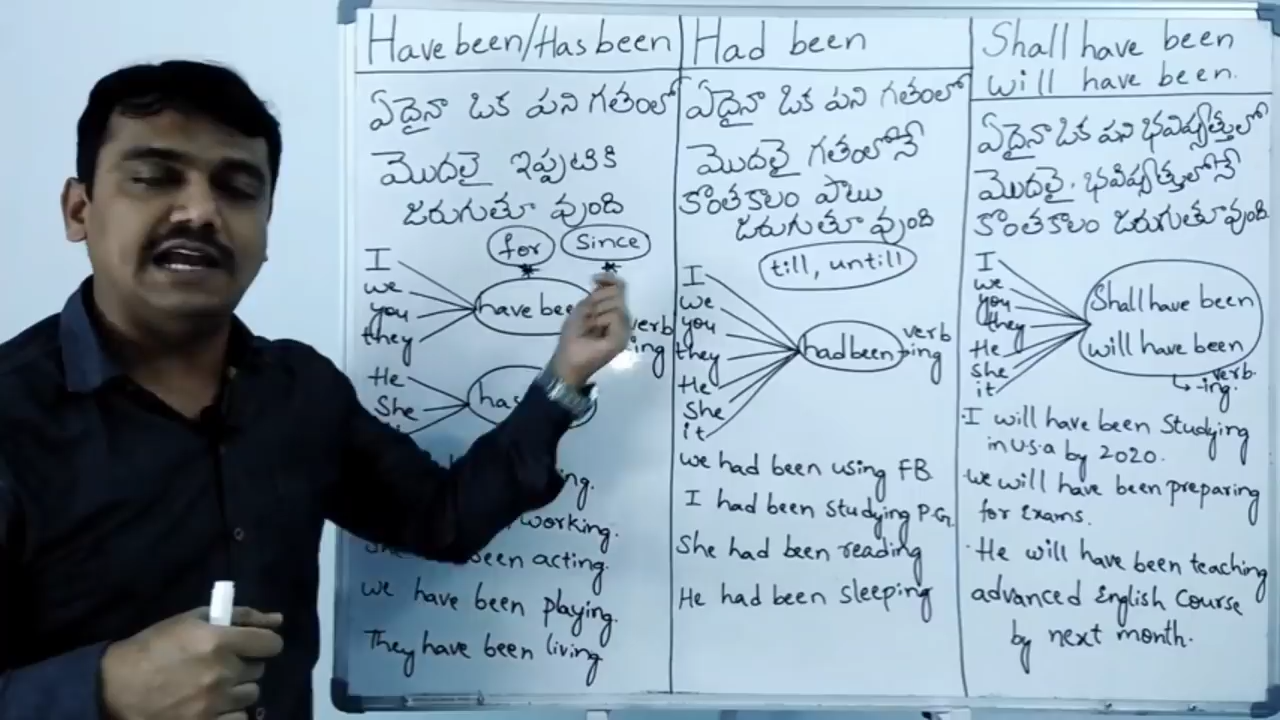 Have been/Has been
ఏదైనా ఒక పని గతంలో
మొదలై ఇప్పటికి
జరుగుతూ వుంది
for
Since
I
we
you
they
have bee
He
She
has
verb
ing
ing.
working.
been acting.
we have been playing.
They have been living
Had been
ఏదైనా ఒక పని గతంలో
మొదలై గతంలోనే
కొంతకాలం పాటు
జరుగుతూ వుంది
till, untill
I
we
you
they
He
She
it
had been
verb
ing
we had been using FB
I had been studying P.G.
She had been reading
He had been sleeping
Shall have been
will have been.
ఏదైనా ఒక పని భవిష్యత్తులో
మొదలై. భవిష్యత్తులోనే
కొంతకాలం జరుగుతూ వుంది
I
we
you
they
He
she
it
Shall have been
will have been
verb.
ing.
I will have been Studying
in U.S.a by 2020.
we will have been preparing
for Exams.
He will have been teaching
advanced English Course
by next month.